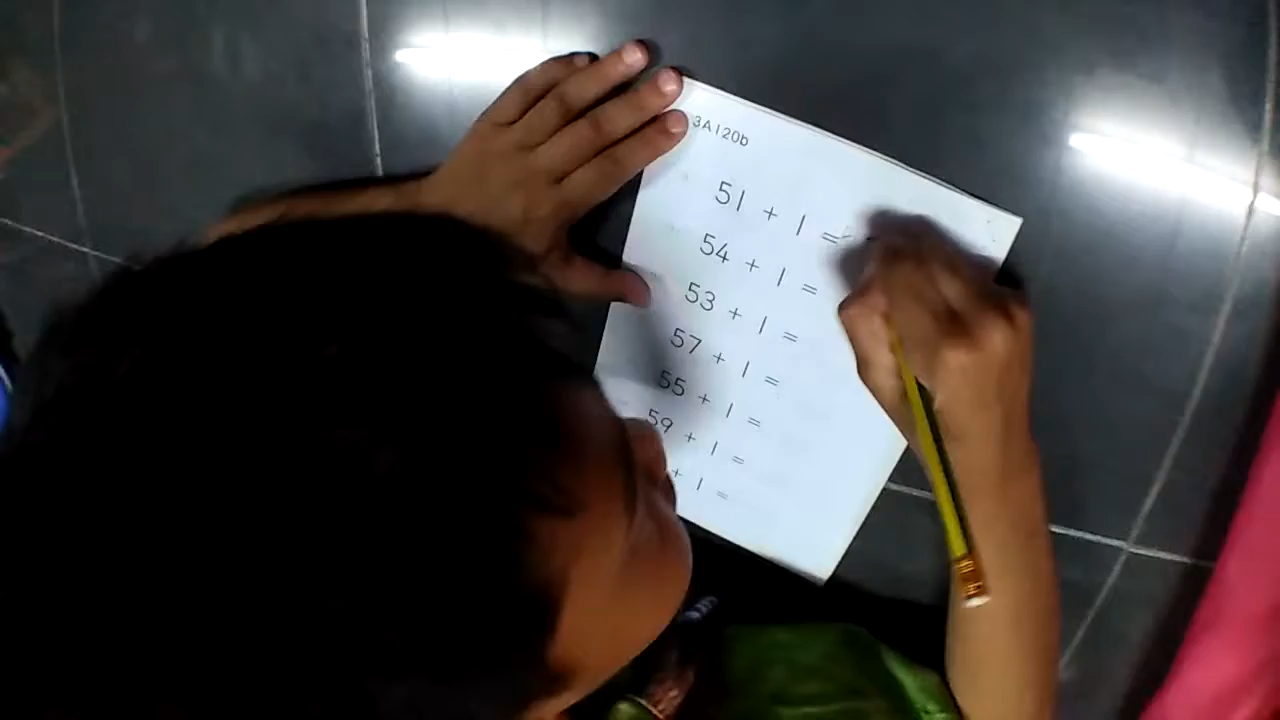 3A120b
51 + 1 =
54 + 1 =
53 + 1 =
57 + 1 =
55 + 1 =
59 + 1 =
+ 1 =